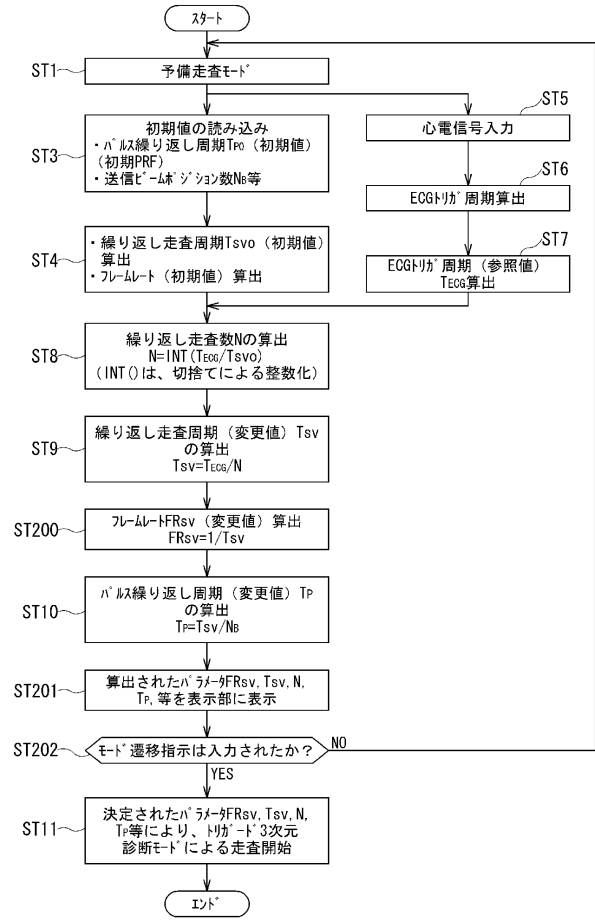 スタート
ST1
予備走査モード
ST3
初期値の読み込み
・パルス繰り返し周期TPO（初期値）
(初期PRF)
・送信ビームポジション数NB等
ST4
・繰り返し走査周期Tsvo（初期値）
算出
・フレームレート（初期値）算出
ST5
心電信号入力
ST6
ECGトリガ周期算出
ST7
ECGトリガ周期（参照値）
TECG算出
ST8
繰り返し走査数Nの算出
N=INT(TECG/Tsvo)
(INT()は、切捨てによる整数化)
ST9
繰り返し走査周期（変更値）Tsv
の算出
Tsv=TECG/N
ST200
フレームレートFRsv（変更値）算出
FRsv=1/Tsv
ST10
パルス繰り返し周期（変更値）TP
の算出
TP=Tsv/NB
ST201
算出されたパラメータFRsv, Tsv, N,
TP, 等を表示部に表示
ST202
モード遷移指示は入力されたか？
NO
YES
ST11
決定されたパラメータFRsv, Tsv, N,
TP等により、トリガード3次元
診断モードによる走査開始
エンド